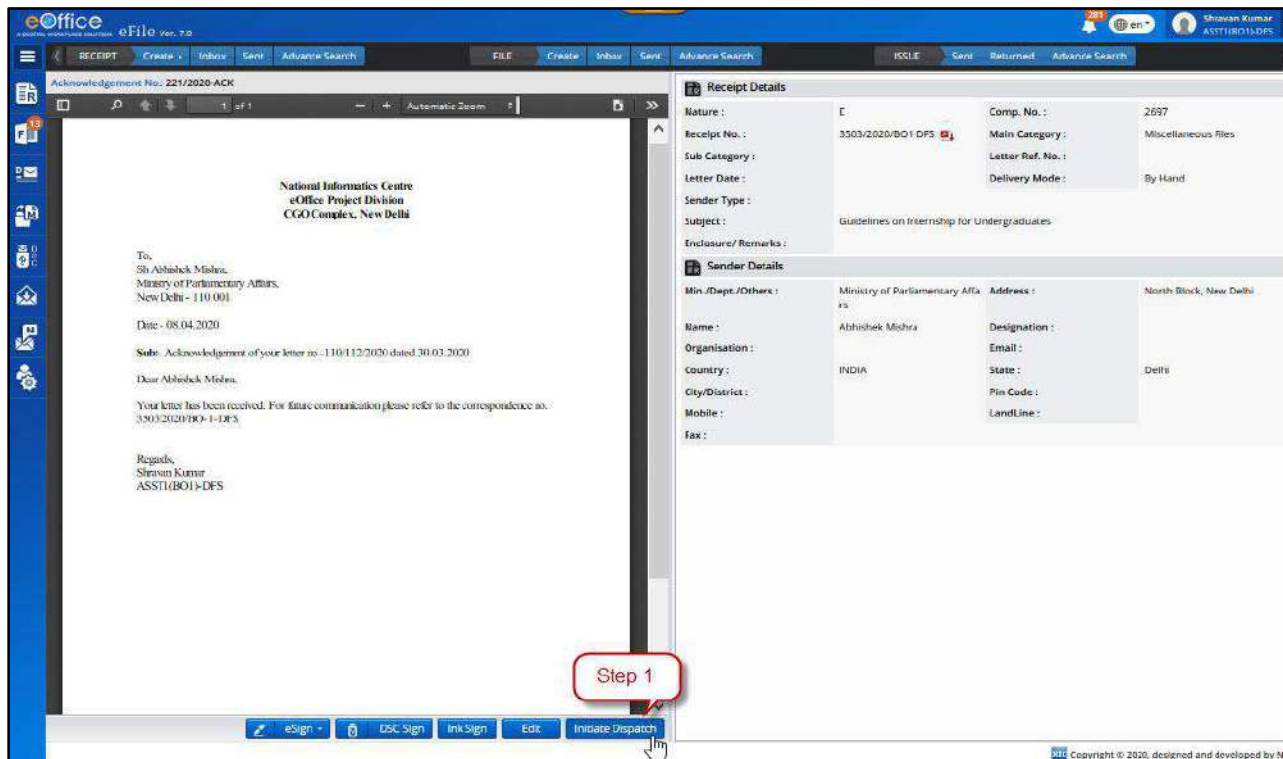 eOffice
A DIGITAL WORKPLACE SOLUTION eFile Ver. 7.0
281
en
Shravan Kumar
ASST1(BO1)-DFS
RECEIPT Create Inbox Sent Advance Search
FILE Create Inbox Sent Advance Search
ISSUE Sent Returned Advance Search
13
Acknowledgement No.: 221/2020-ACK
1 of 1 — + Automatic Zoom
National Informatics Centre
eOffice Project Division
CGO Complex, New Delhi
To,
Sh Abhishek Mishra,
Ministry of Parliamentary Affairs,
New Delhi - 110 001
Date - 08.04.2020
Sub: Acknowledgement of your letter no -110/112/2020 dated 30.03.2020
Dear Abhishek Mishra,
Your letter has been received. For future communication please refer to the correspondence no.
3503/2020/BO-1-DFS
Regards,
Shravan Kumar
ASST1(BO1)-DFS
Step 1
eSign DSC Sign Ink Sign Edit Initiate Dispatch
Receipt Details
Nature : E Comp. No. : 2697
Receipt No. : 3503/2020/BO1-DFS Main Category : Miscellaneous Files
Sub Category : Letter Ref. No. :
Letter Date : Delivery Mode : By Hand
Sender Type :
Subject : Guidelines on Internship for Undergraduates
Enclosure/ Remarks :
Sender Details
Min./Dept./Others : Ministry of Parliamentary Affa Address : North Block, New Delhi
irs
Name : Abhishek Mishra Designation :
Organisation : Email :
Country : INDIA State : Delhi
City/District : Pin Code :
Mobile : LandLine :
Fax :
Copyright © 2020, designed and developed by N